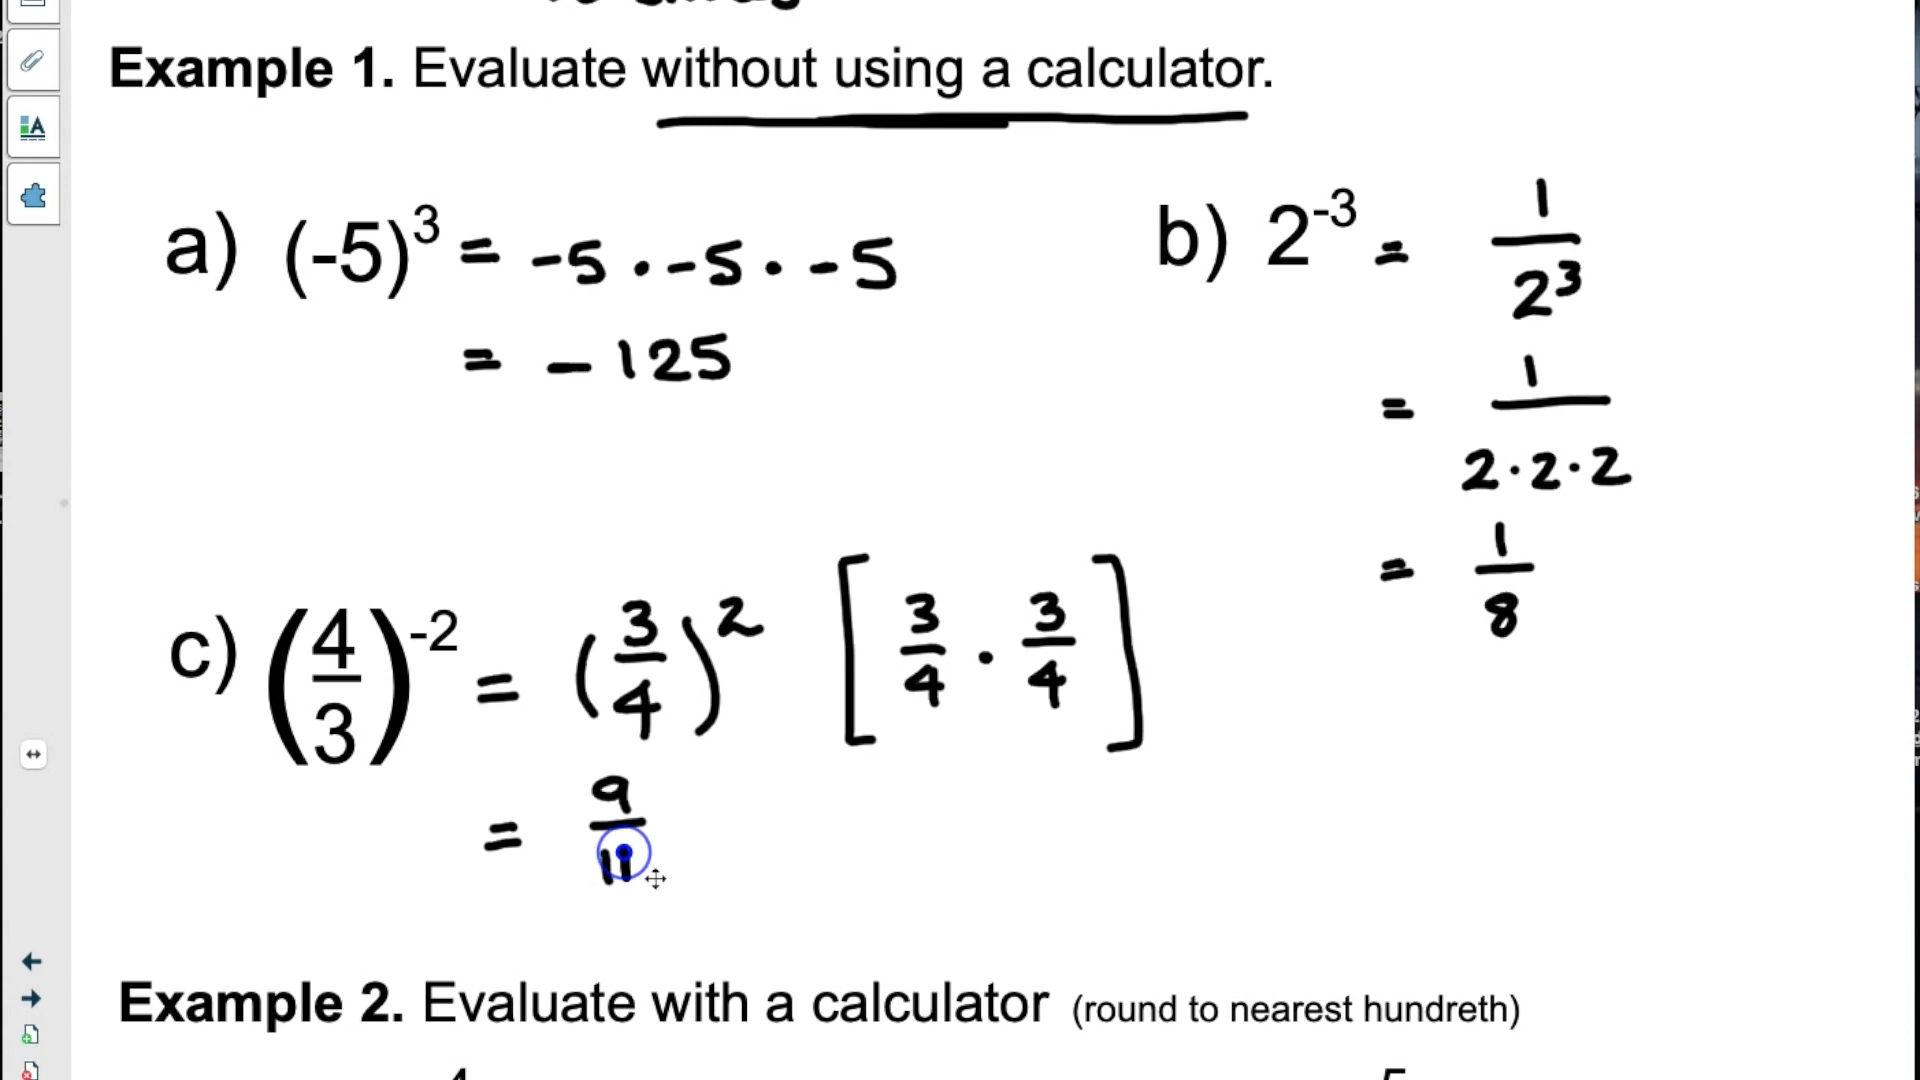 Example 1. Evaluate without using a calculator.
a) (-5)³ = -5 · -5 · -5
= -125
b) 2⁻³ = 1/2³
= 1/(2·2·2)
= 1/8
c) (4/3)⁻² = (3/4)² [3/4 · 3/4]
= 9/
Example 2. Evaluate with a calculator (round to nearest hundreth)